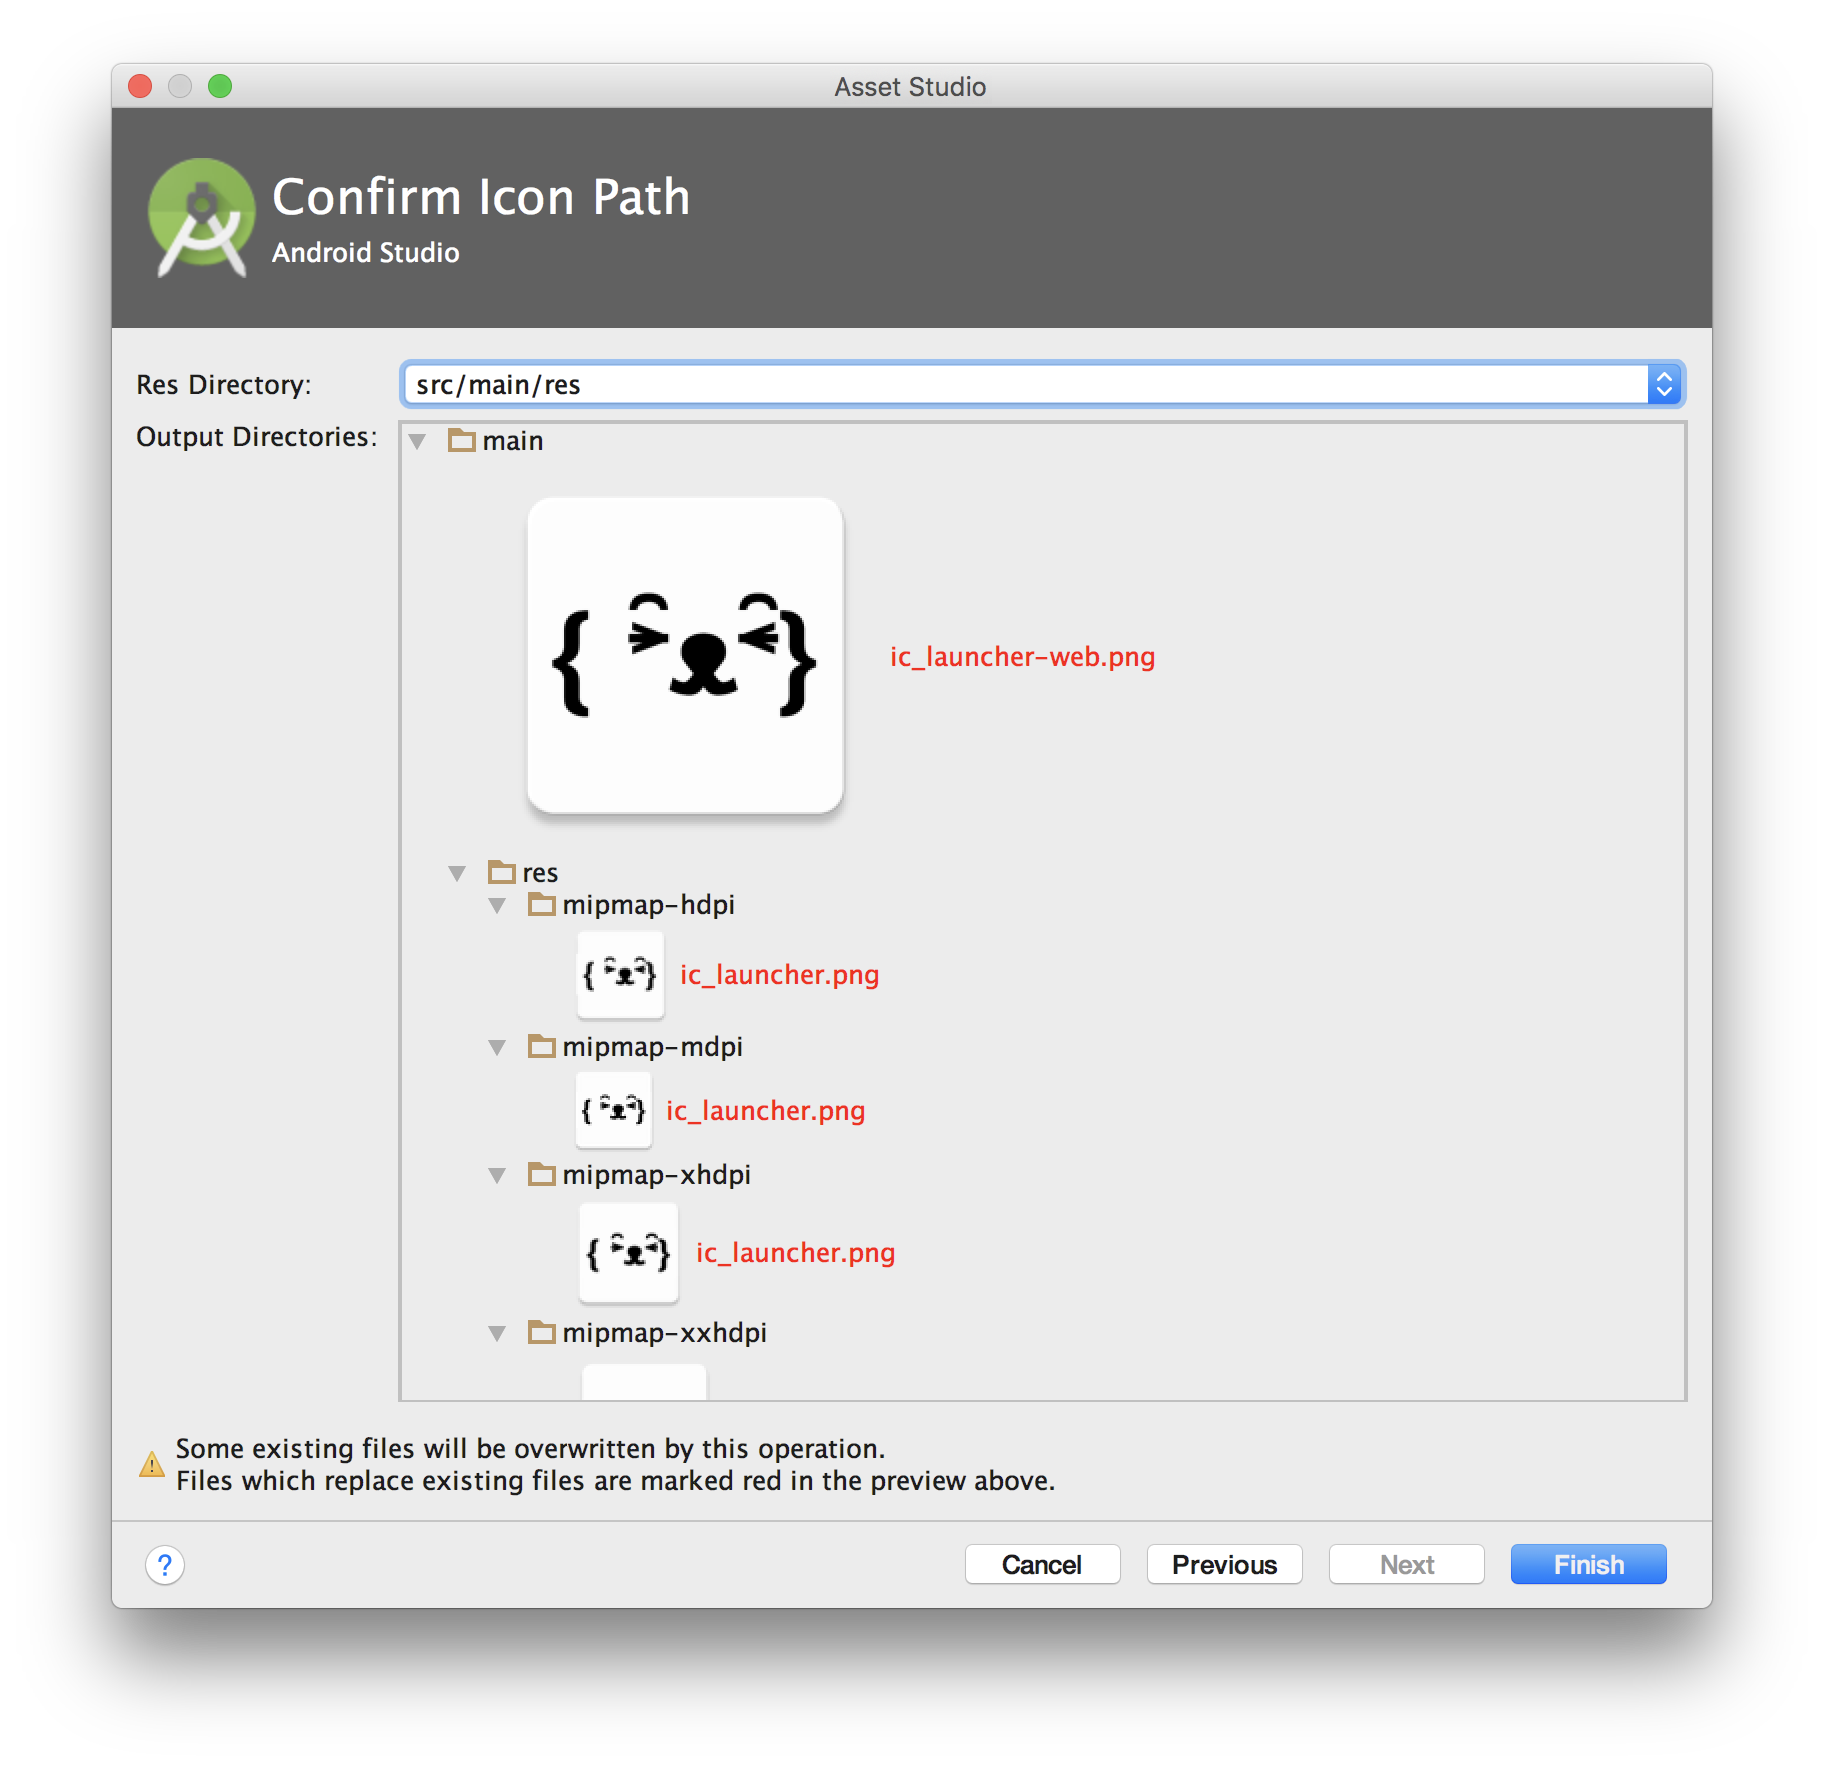 Asset Studio
Confirm Icon Path
Android Studio
Res Directory: src/main/res
Output Directories:
main
ic_launcher-web.png
res
mipmap-hdpi
ic_launcher.png
mipmap-mdpi
ic_launcher.png
mipmap-xhdpi
ic_launcher.png
mipmap-xxhdpi
Some existing files will be overwritten by this operation.
Files which replace existing files are marked red in the preview above.
? Cancel Previous Next Finish